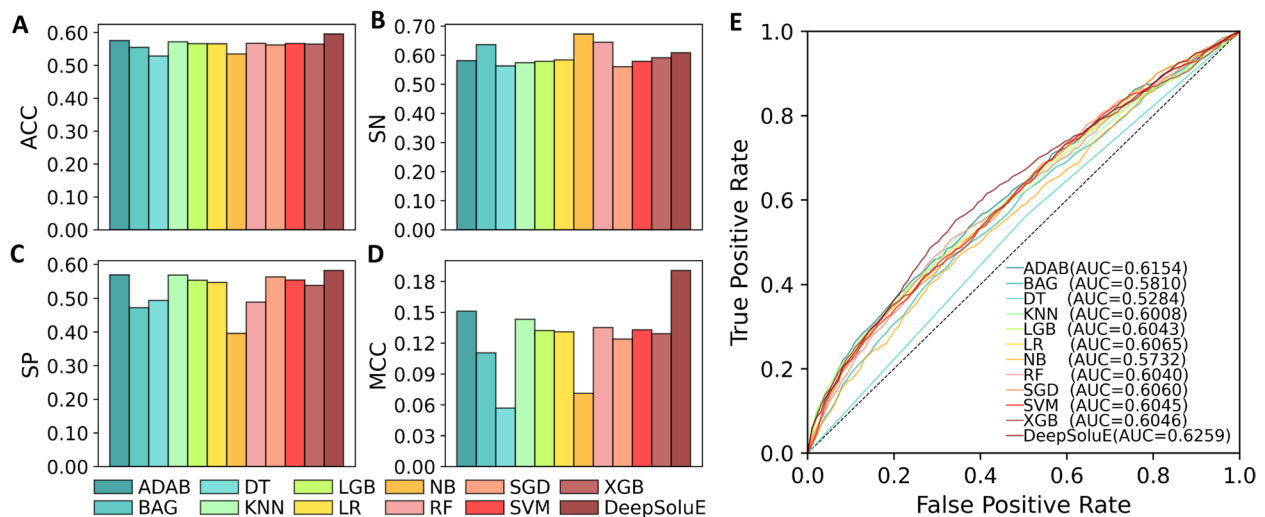 A
ACC
0.60
0.50
0.40
0.30
0.20
0.10
0.00
B
SN
0.70
0.60
0.50
0.40
0.30
0.20
0.10
0.00
C
SP
0.60
0.50
0.40
0.30
0.20
0.10
0.00
D
MCC
0.18
0.15
0.12
0.09
0.06
0.03
0.00
ADAB DT LGB NB SGD XGB
BAG KNN LR RF SVM DeepSoluE
E
True Positive Rate
1.0
0.8
0.6
0.4
0.2
0.0
ADAB(AUC=0.6154)
BAG (AUC=0.5810)
DT (AUC=0.5284)
KNN (AUC=0.6008)
LGB (AUC=0.6043)
LR (AUC=0.6065)
NB (AUC=0.5732)
RF (AUC=0.6040)
SGD (AUC=0.6060)
SVM (AUC=0.6045)
XGB (AUC=0.6046)
DeepSoluE(AUC=0.6259)
0.0 0.2 0.4 0.6 0.8 1.0
False Positive Rate